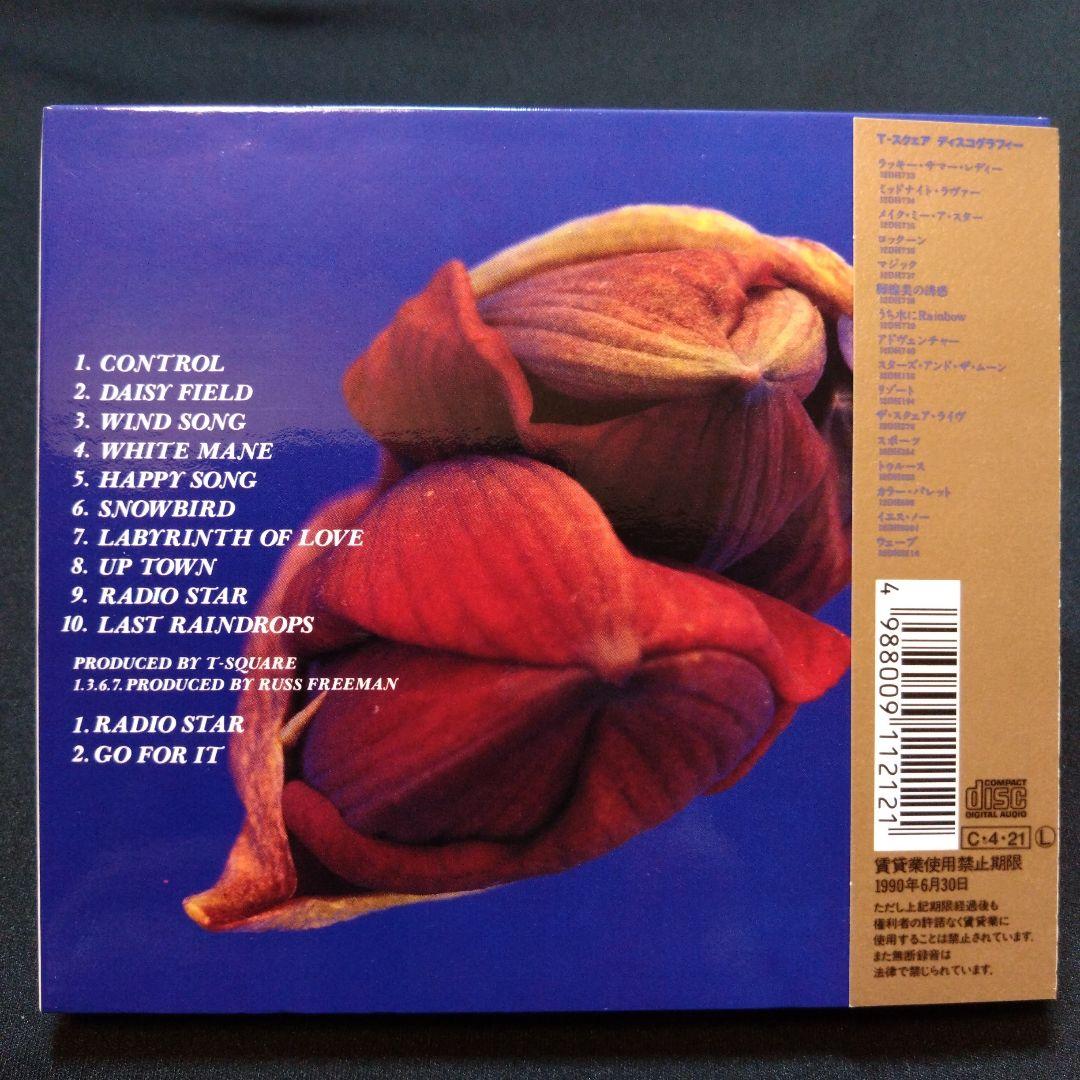 1. CONTROL
2. DAISY FIELD
3. WIND SONG
4. WHITE MANE
5. HAPPY SONG
6. SNOWBIRD
7. LABYRINTH OF LOVE
8. UP TOWN
9. RADIO STAR
10. LAST RAINDROPS
PRODUCED BY T-SQUARE
1.3.6.7. PRODUCED BY RUSS FREEMAN
1. RADIO STAR
2. GO FOR IT
T-スクェア ディスコグラフィー
ラッキー・サマー・レディー
ミッドナイト・ラヴァー
メイク・ミー・ア・スター
ロックーン
マジック
うち水にRainbow
アドヴェンチャー
スターズ・アンド・ザ・ムーン
リゾート
ザ・スクェア・ライヴ
スポーツ
トゥルース
カラー・パレット
イエス・ノー
ウェーブ
4 988009 112121
COMPACT
disc
DIGITAL AUDIO
C・4・21 Ⓛ
賃貸業使用禁止期限
1990年6月30日
ただし上記期限経過後も
権利者の許諾なく賃貸業に
使用することは禁止されています.
また無断録音は
法律で禁じられています.